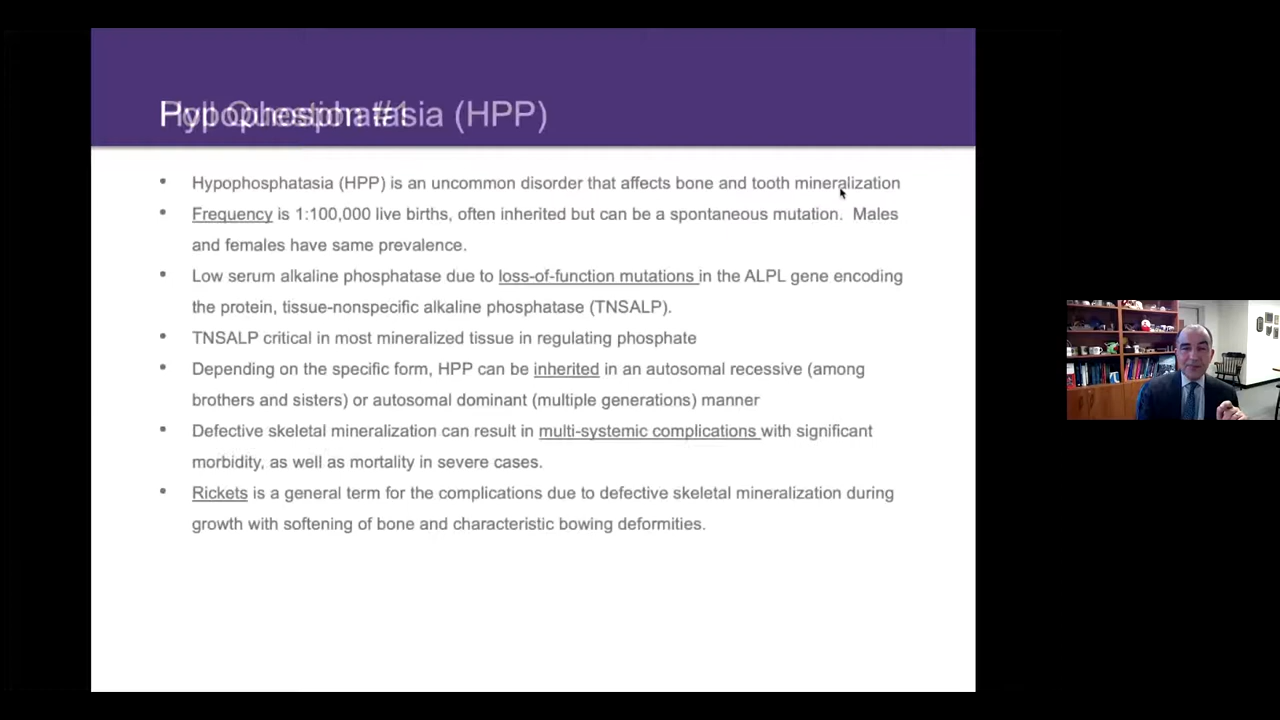 Hypophosphatasia (HPP)
Poll Question #1
• Hypophosphatasia (HPP) is an uncommon disorder that affects bone and tooth mineralization
• Frequency is 1:100,000 live births, often inherited but can be a spontaneous mutation.  Males
and females have same prevalence.
• Low serum alkaline phosphatase due to loss-of-function mutations in the ALPL gene encoding
the protein, tissue-nonspecific alkaline phosphatase (TNSALP).
• TNSALP critical in most mineralized tissue in regulating phosphate
• Depending on the specific form, HPP can be inherited in an autosomal recessive (among
brothers and sisters) or autosomal dominant (multiple generations) manner
• Defective skeletal mineralization can result in multi-systemic complications with significant
morbidity, as well as mortality in severe cases.
• Rickets is a general term for the complications due to defective skeletal mineralization during
growth with softening of bone and characteristic bowing deformities.